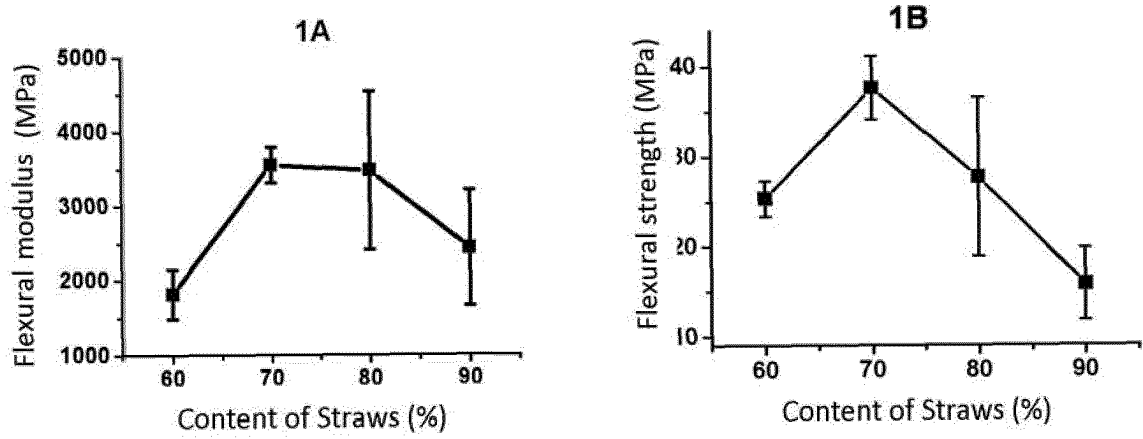 1A
Flexural modulus (MPa)
5000
4000
3000
2000
1000
60 70 80 90
Content of Straws (%)
1B
Flexural strength (MPa)
40
30
20
10
60 70 80 90
Content of Straws (%)